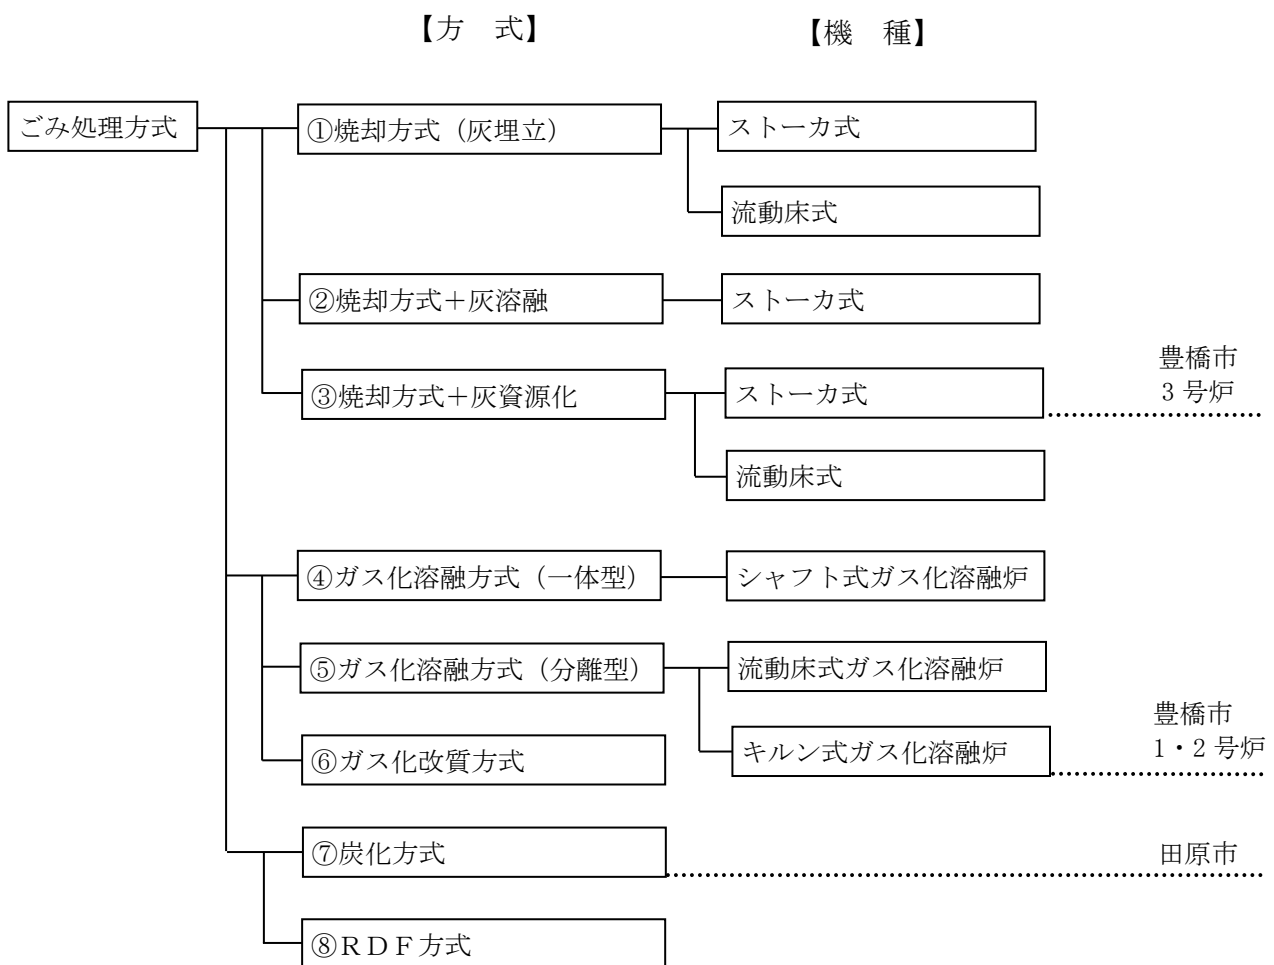 【方　式】
【機　種】
ごみ処理方式
①焼却方式（灰埋立）
ストーカ式
流動床式
②焼却方式＋灰溶融
ストーカ式
③焼却方式＋灰資源化
ストーカ式
豊橋市
3号炉
流動床式
④ガス化溶融方式（一体型）
シャフト式ガス化溶融炉
⑤ガス化溶融方式（分離型）
流動床式ガス化溶融炉
キルン式ガス化溶融炉
豊橋市
1・2号炉
⑥ガス化改質方式
⑦炭化方式
田原市
⑧ＲＤＦ方式